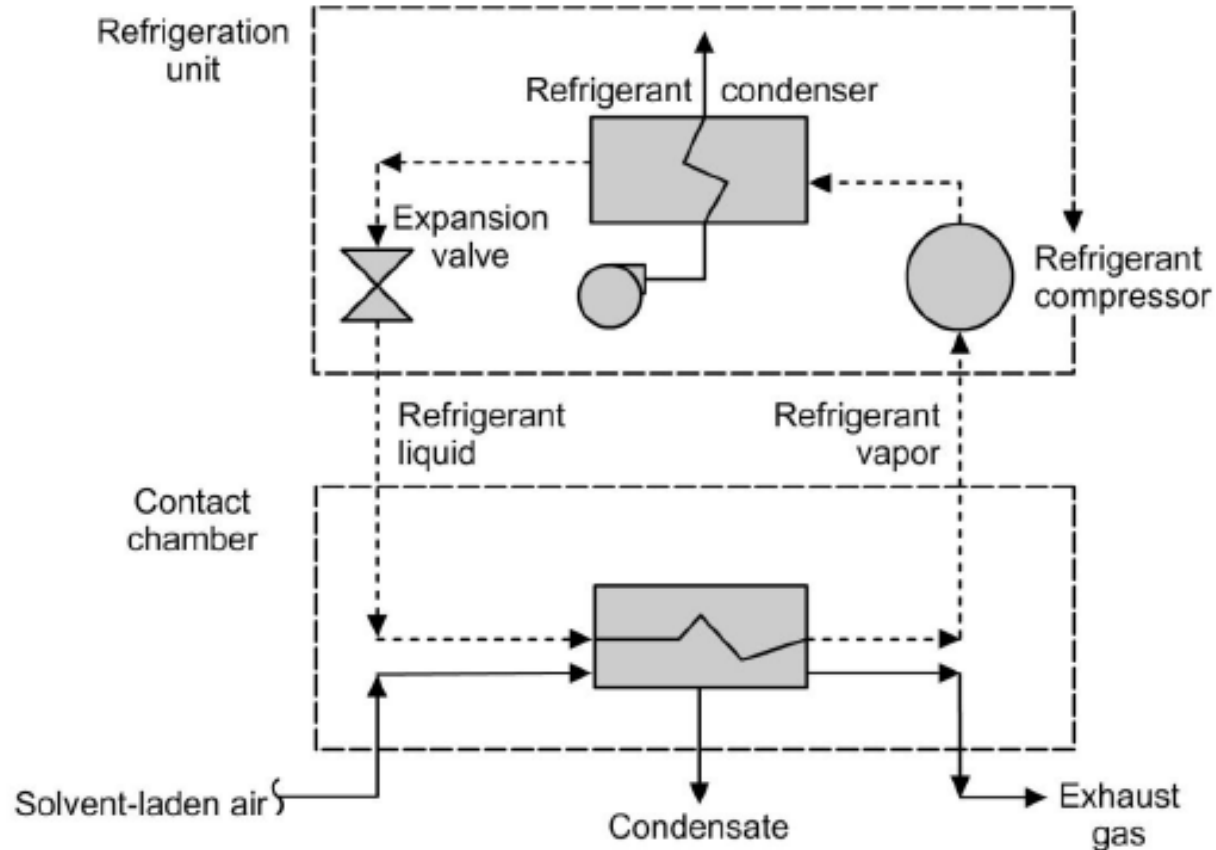 Refrigeration
unit
Refrigerant condenser
Expansion
valve
Refrigerant
compressor
Refrigerant
liquid
Refrigerant
vapor
Contact
chamber
Solvent-laden air
Condensate
Exhaust
gas